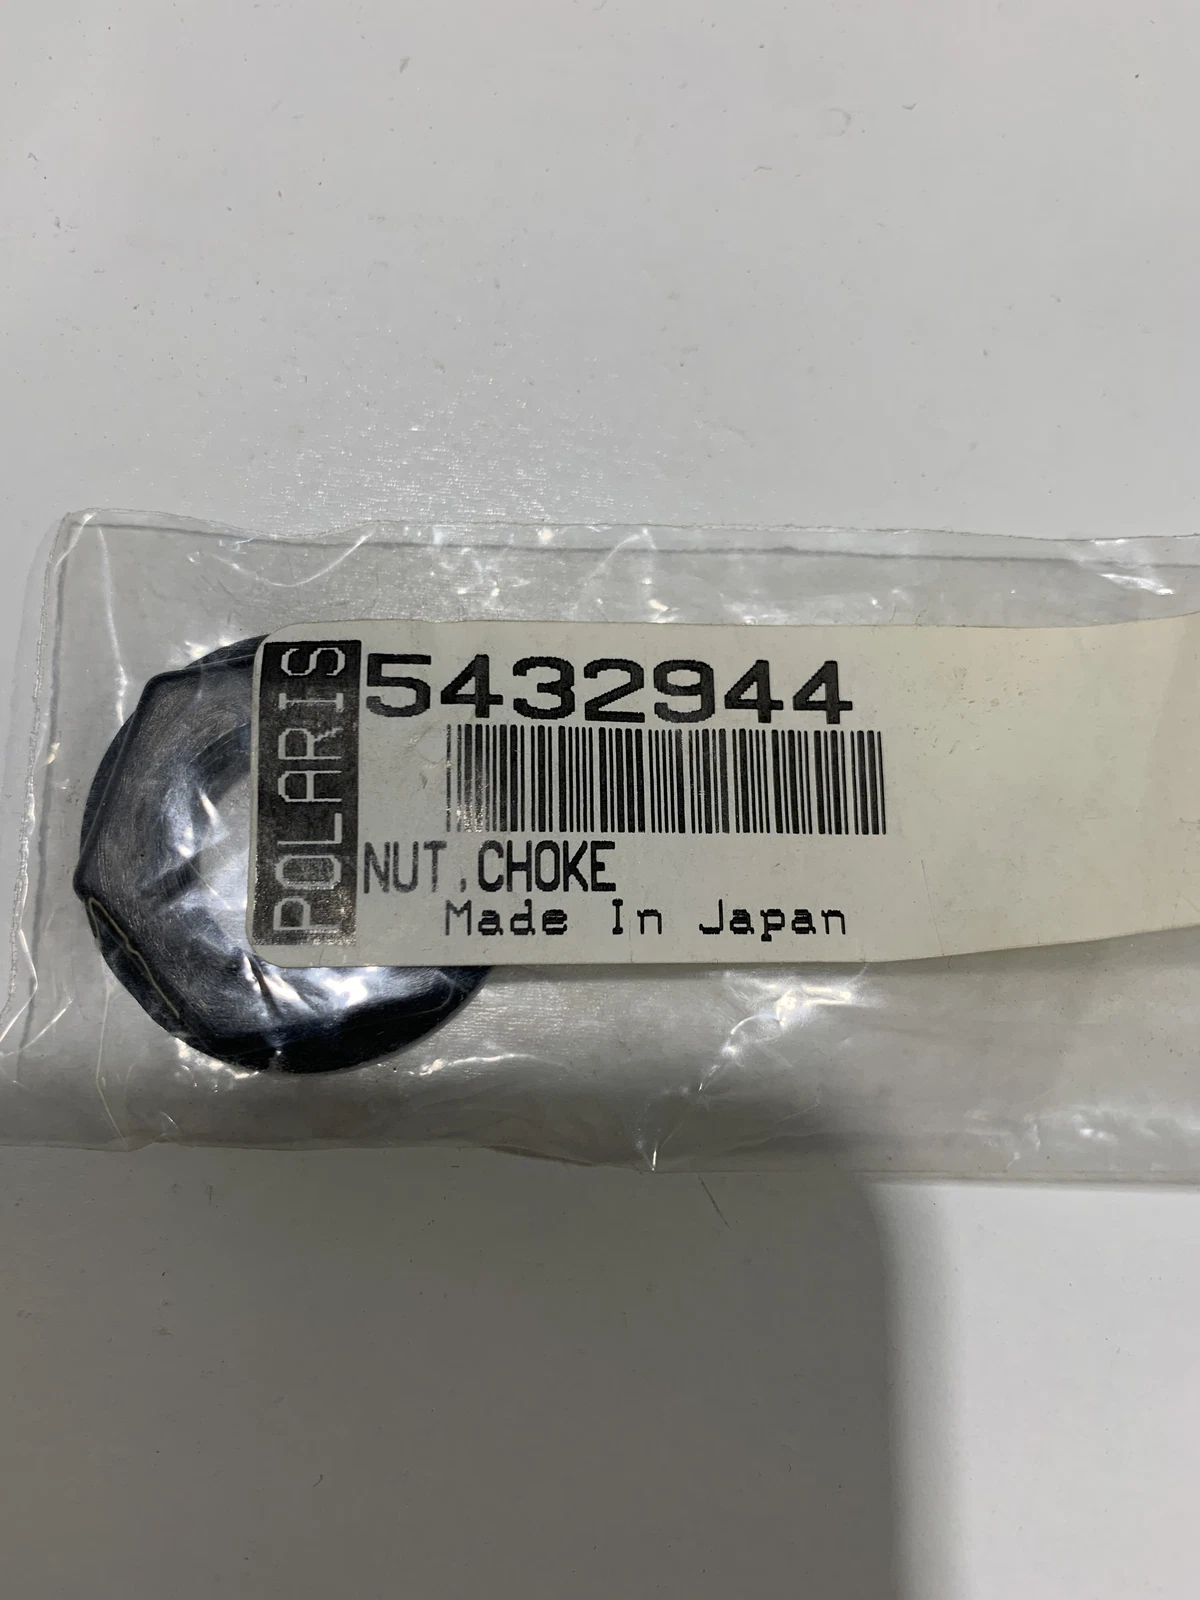 POLARIS
5432944
NUT,CHOKE
Made In Japan